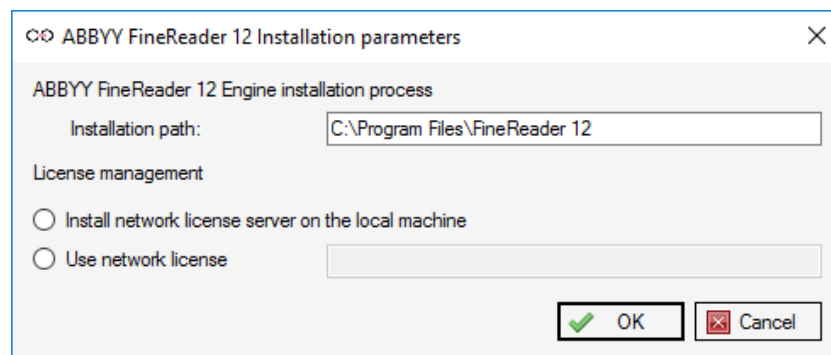 ABBYY FineReader 12 Installation parameters
ABBYY FineReader 12 Engine installation process
Installation path: C:\Program Files\FineReader 12
License management
Install network license server on the local machine
Use network license
OK Cancel